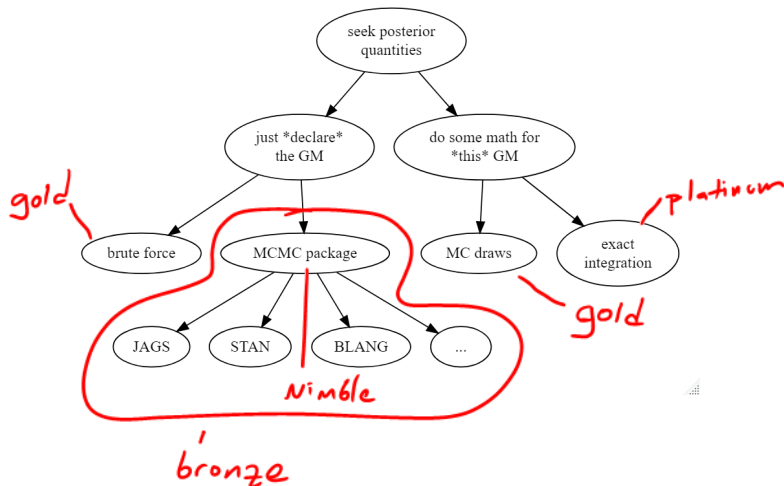 seek posterior
quantities
just *declare*
the GM
do some math for
*this* GM
gold
platinum
brute force
MCMC package
MC draws
exact
integration
gold
JAGS
STAN
BLANG
...
Nimble
bronze